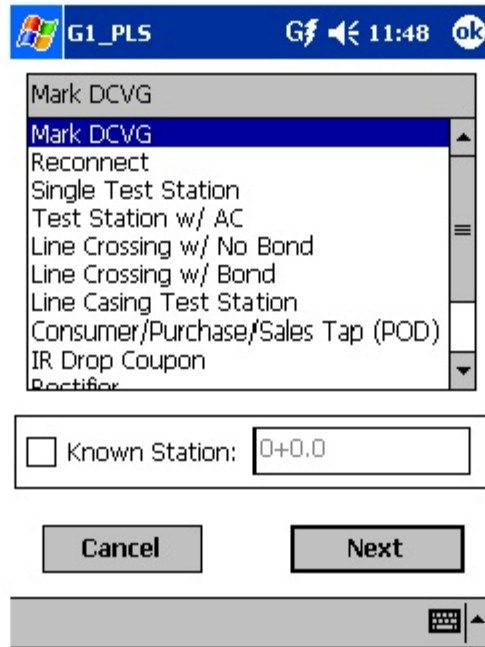 G1_PLS G 11:48 ok
Mark DCVG
Mark DCVG
Reconnect
Single Test Station
Test Station w/ AC
Line Crossing w/ No Bond
Line Crossing w/ Bond
Line Casing Test Station
Consumer/Purchase/Sales Tap (POD)
IR Drop Coupon
Rectifier
Known Station: 0+0.0
Cancel Next